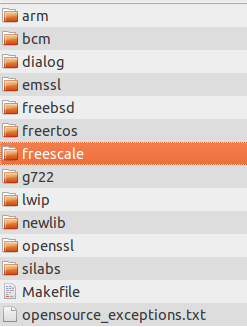 arm
bcm
dialog
emssl
freebsd
freertos
freescale
g722
lwip
newlib
openssl
silabs
Makefile
opensource_exceptions.txt